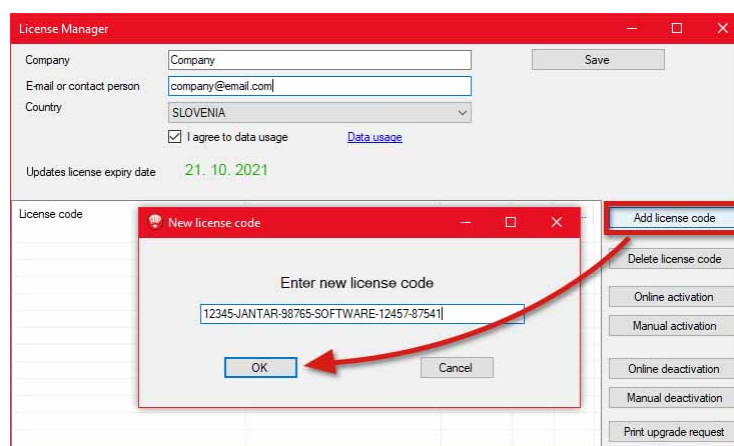 License Manager
Company Company Save
E-mail or contact person company@email.com
Country SLOVENIA
I agree to data usage Data usage
Updates license expiry date 21. 10. 2021
License code
Add license code
New license code
Delete license code
Enter new license code
12345-JANTAR-98765-SOFTWARE-12457-87541
Online activation
Manual activation
OK Cancel
Online deactivation
Manual deactivation
Print upgrade request